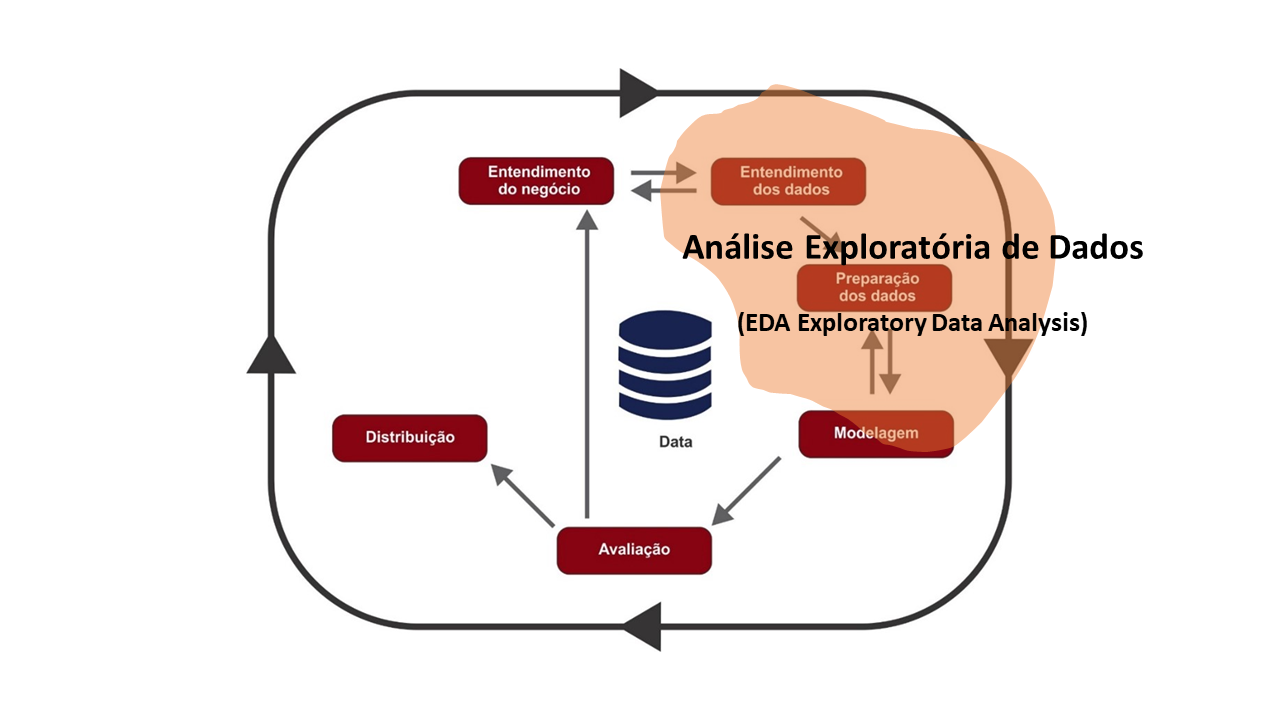 Entendimento
do negócio
Entendimento
dos dados
Análise Exploratória de Dados
Preparação
dos dados
(EDA Exploratory Data Analysis)
Data
Distribuição
Modelagem
Avaliação